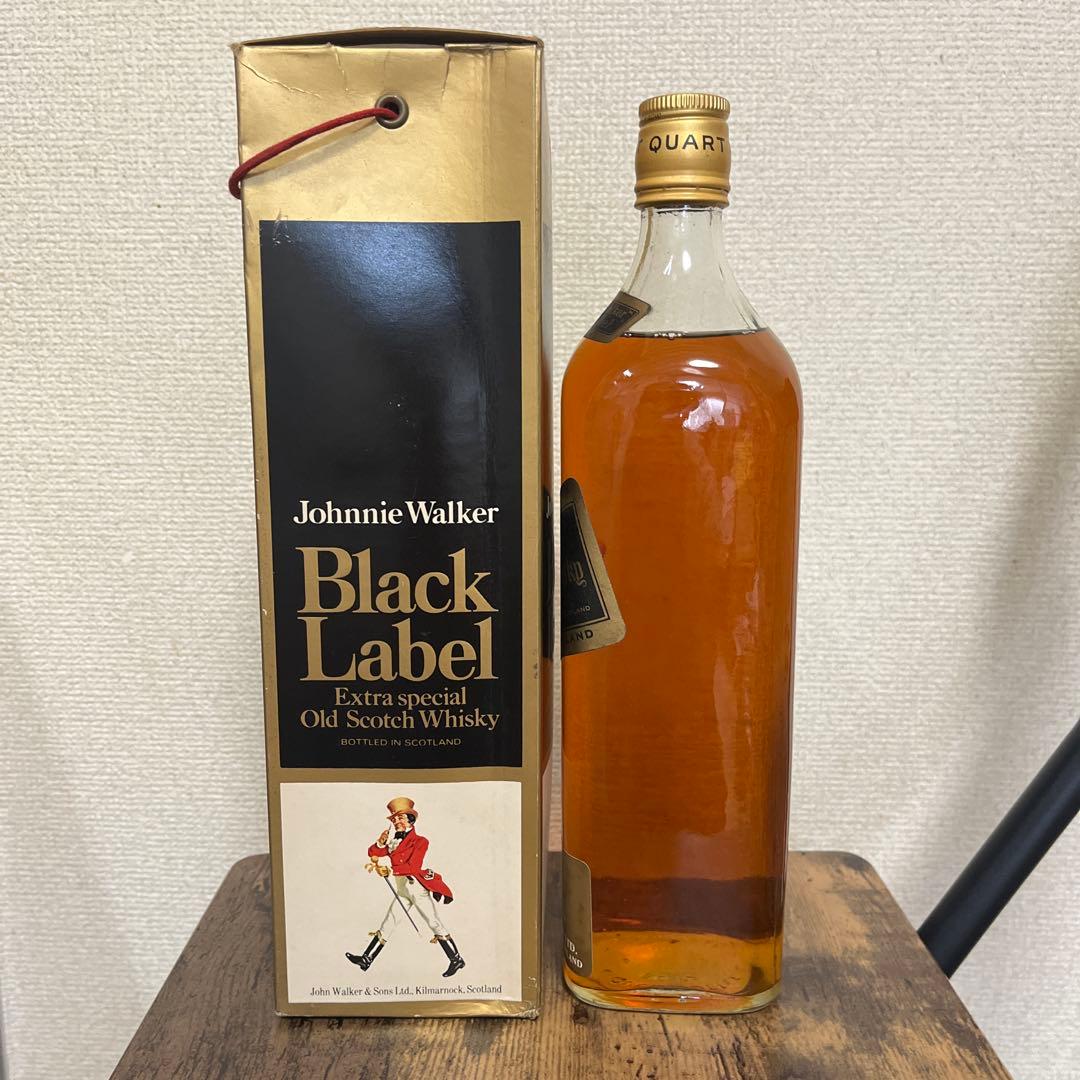 Johnnie Walker
Black
Label
Extra special
Old Scotch Whisky
BOTTLED IN SCOTLAND
John Walker & Sons Ltd., Kilmarnock, Scotland
QUART